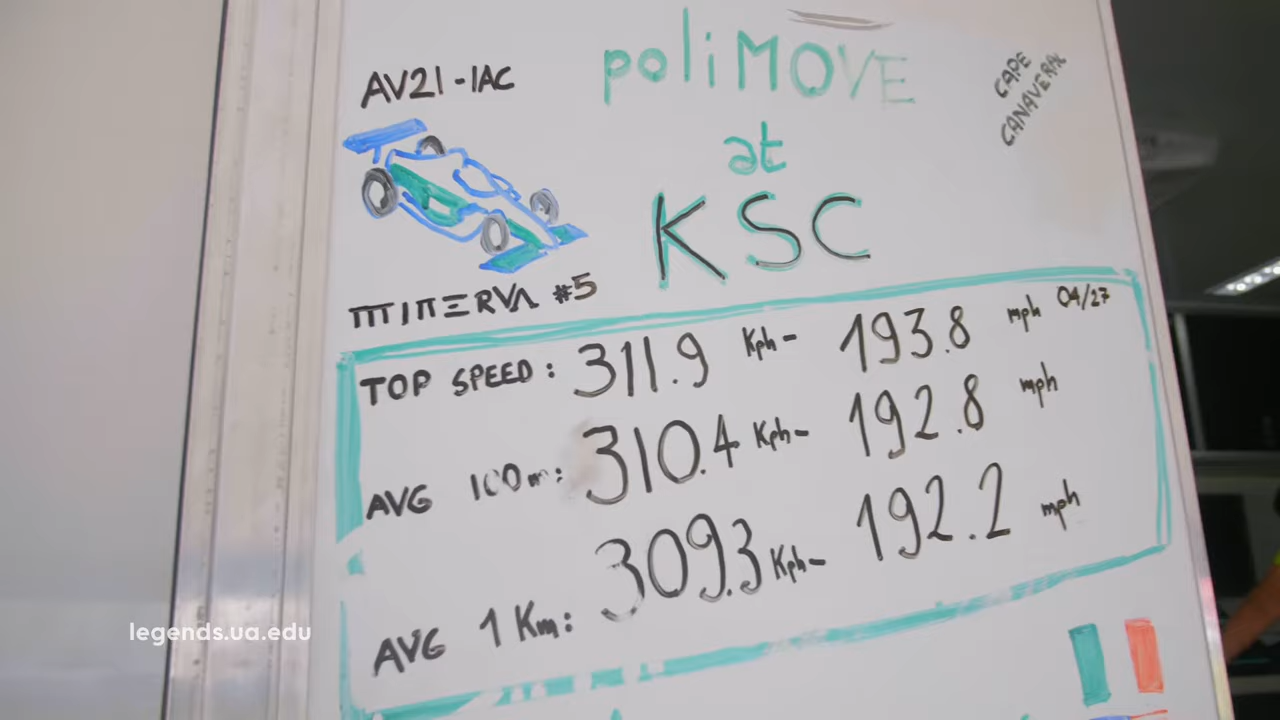 poliMOVE
AV21-IAC
CAPE
CANAVERAL
at
KSC
MINERVA #5
TOP SPEED: 311.9 Kph- 193.8 mph 04/27
AVG 100m: 310.4 Kph- 192.8 mph
AVG 1 Km: 309.3 Kph- 192.2 mph
legends.ua.edu